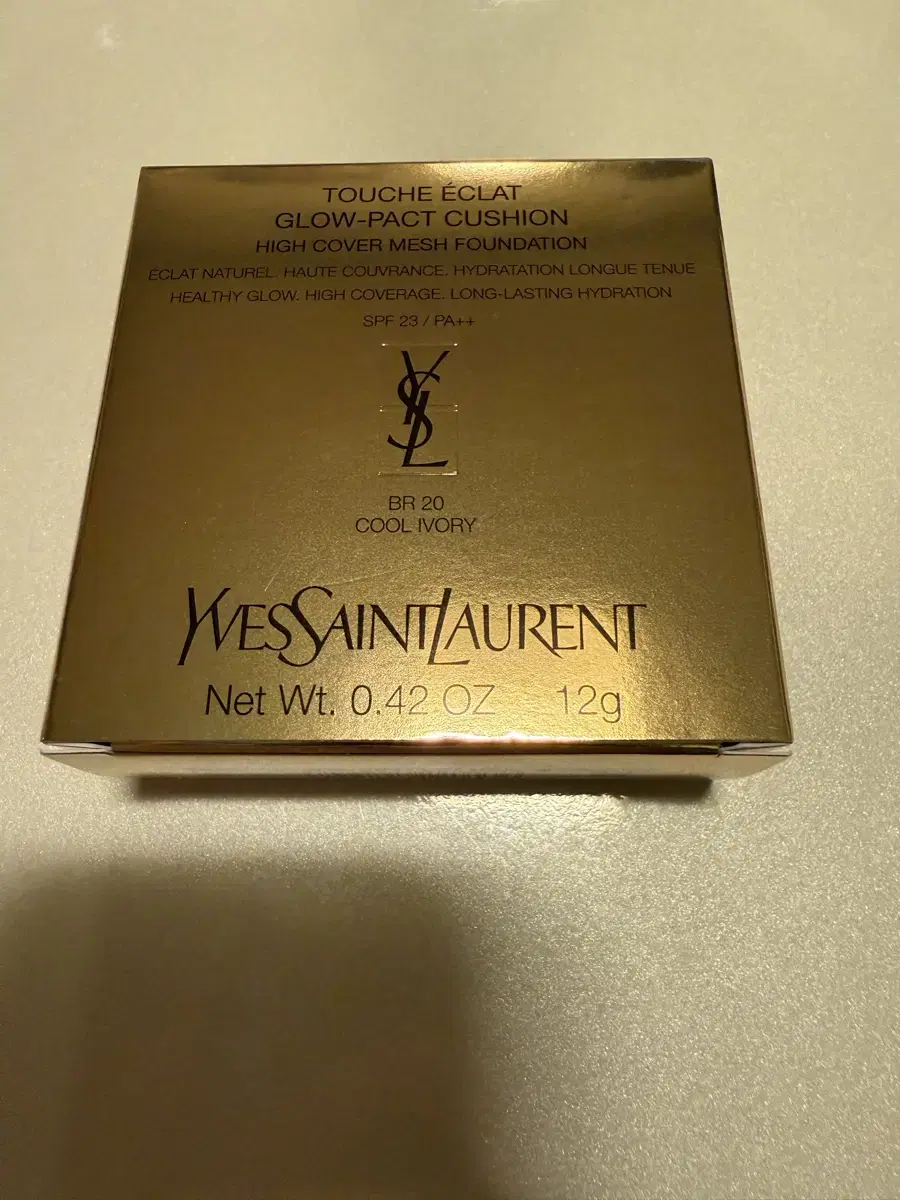 TOUCHE ÉCLAT
GLOW-PACT CUSHION
HIGH COVER MESH FOUNDATION
ÉCLAT NATUREL. HAUTE COUVRANCE. HYDRATATION LONGUE TENUE
HEALTHY GLOW. HIGH COVERAGE. LONG-LASTING HYDRATION
SPF 23 / PA++
YSL
BR 20
COOL IVORY
YVESSAINTLAURENT
Net Wt. 0.42 OZ 12g